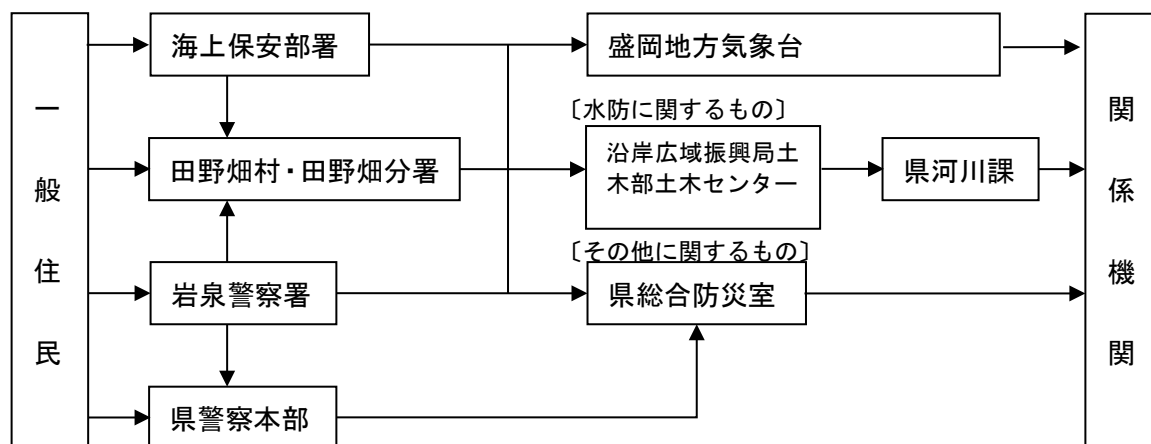 一般住民
海上保安部署
盛岡地方気象台
〔水防に関するもの〕
田野畑村・田野畑分署
沿岸広域振興局土
木部土木センター
県河川課
〔その他に関するもの〕
岩泉警察署
県総合防災室
県警察本部
関係機関